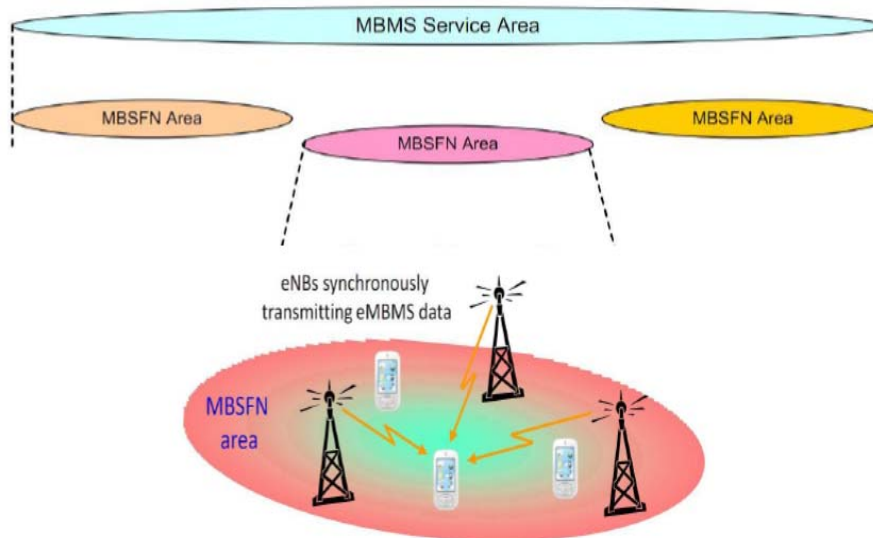 MBMS Service Area
MBSFN Area
MBSFN Area
MBSFN Area
eNBs synchronously
transmitting eMBMS data
MBSFN
area